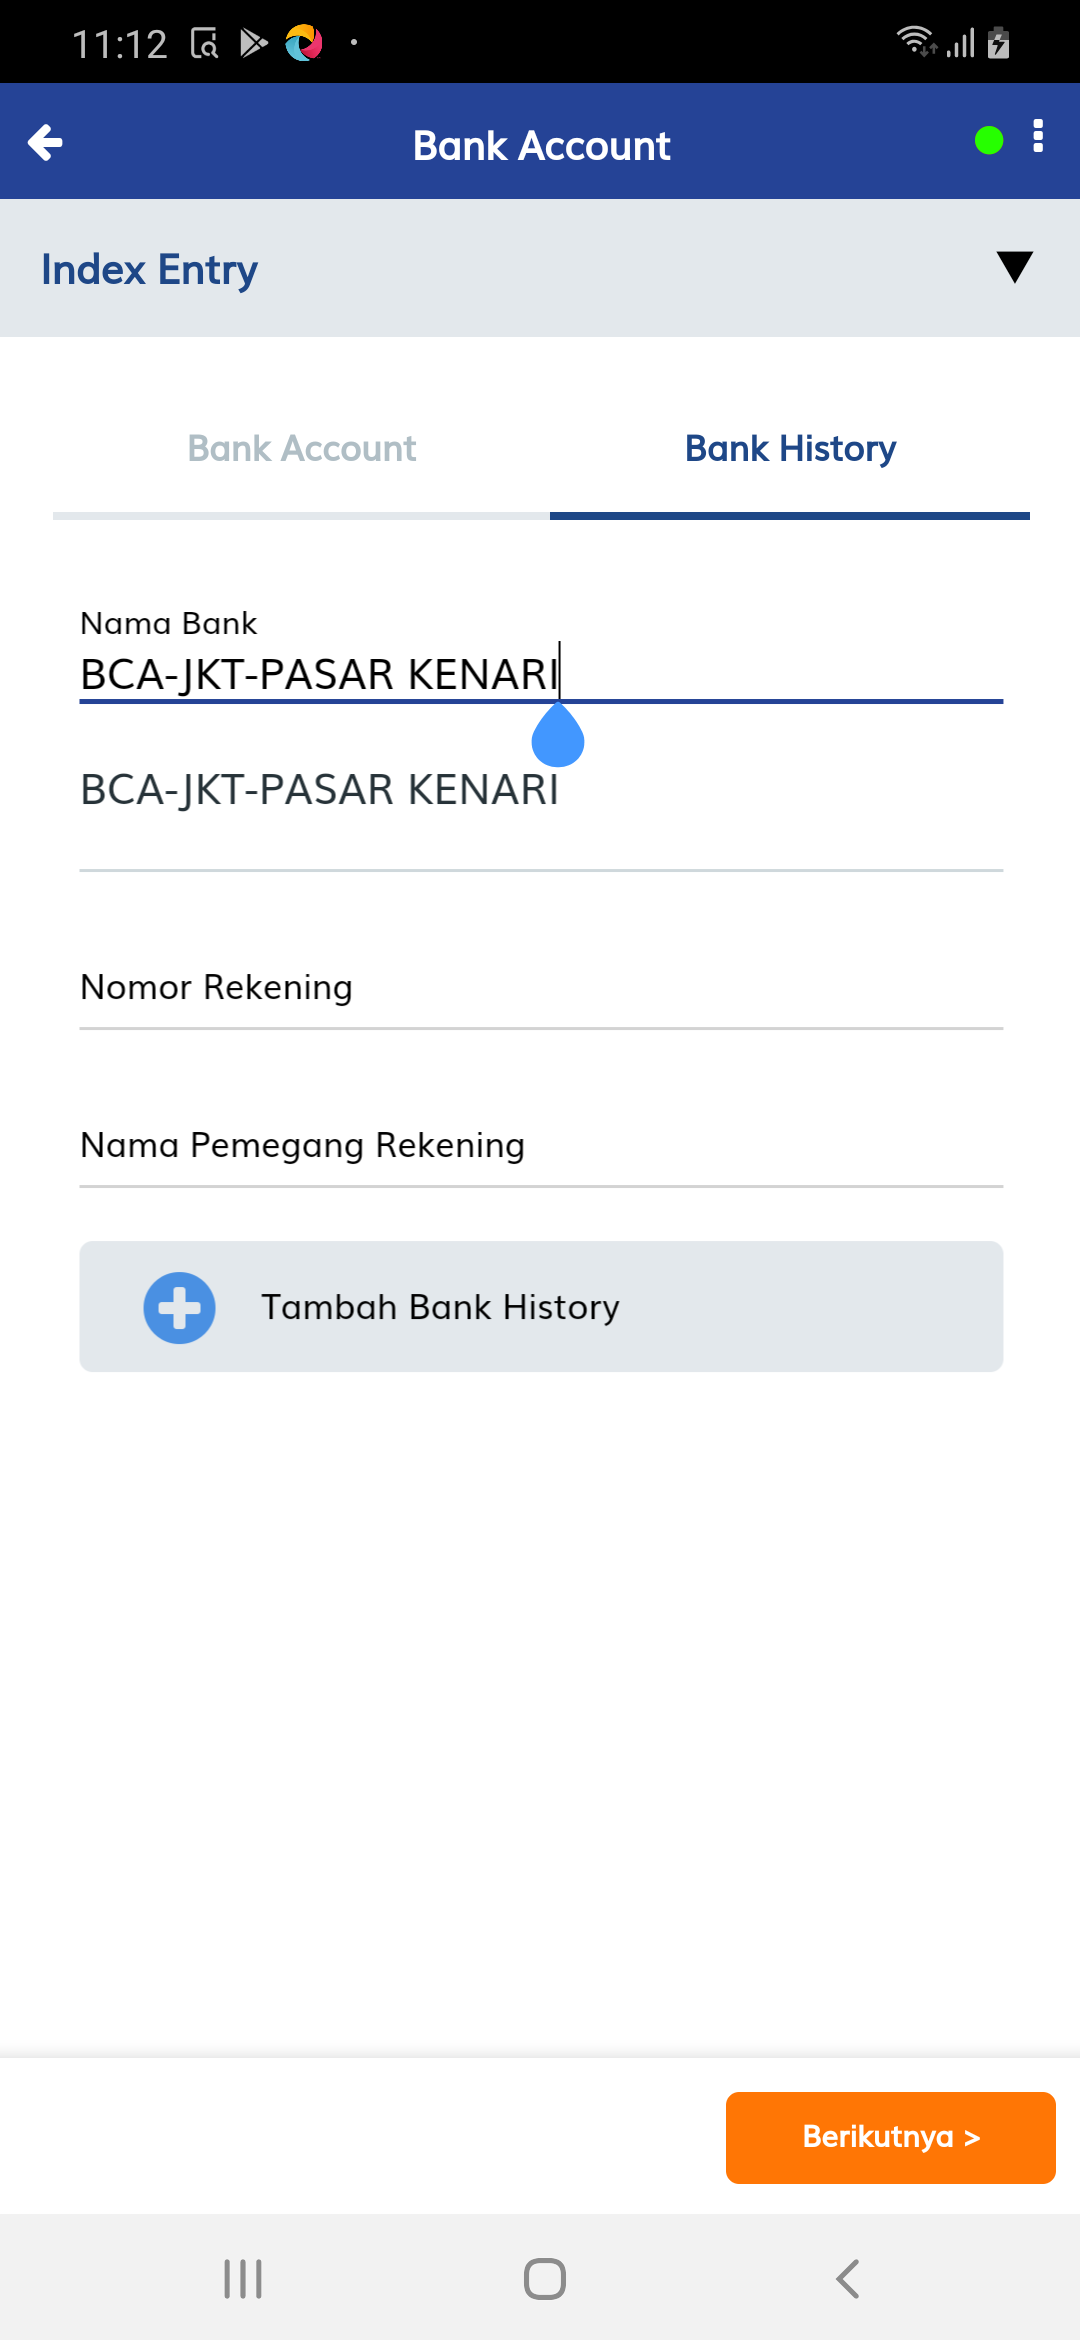 11:12
Bank Account
Index Entry
Bank Account
Bank History
Nama Bank
BCA-JKT-PASAR KENARI
BCA-JKT-PASAR KENARI
Nomor Rekening
Nama Pemegang Rekening
Tambah Bank History
Berikutnya >